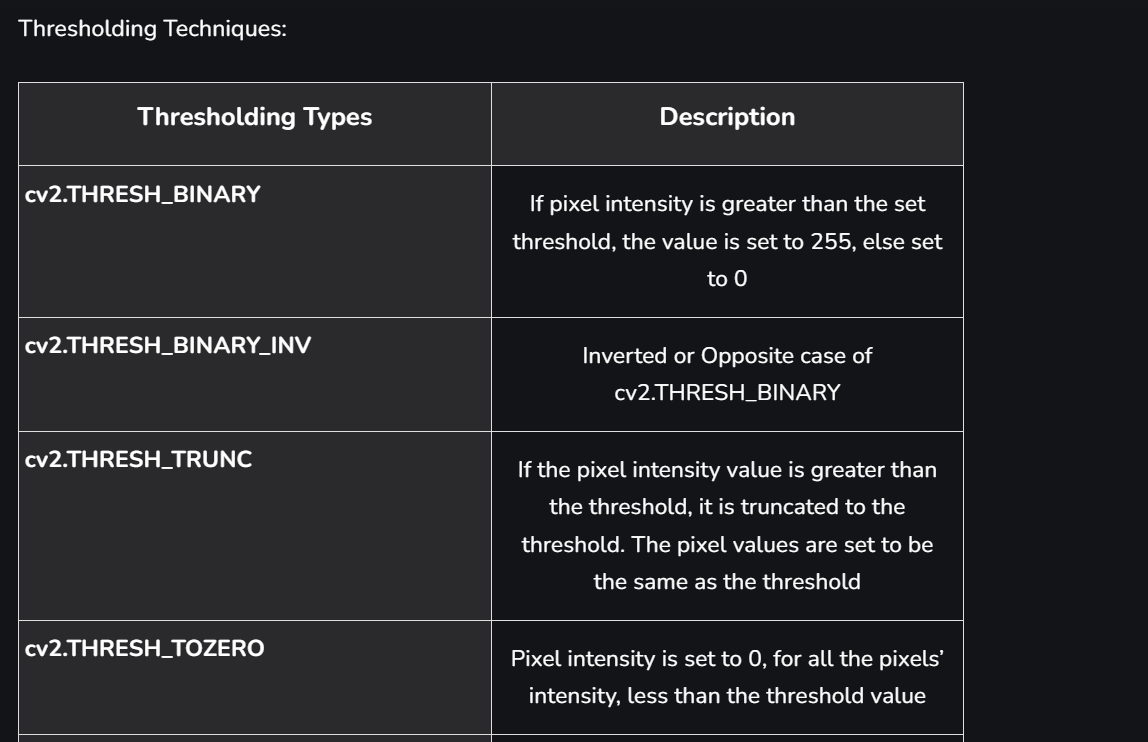 Thresholding Techniques:
Thresholding Types
Description
cv2.THRESH_BINARY
If pixel intensity is greater than the set
threshold, the value is set to 255, else set
to 0
cv2.THRESH_BINARY_INV
Inverted or Opposite case of
cv2.THRESH_BINARY
cv2.THRESH_TRUNC
If the pixel intensity value is greater than
the threshold, it is truncated to the
threshold. The pixel values are set to be
the same as the threshold
cv2.THRESH_TOZERO
Pixel intensity is set to 0, for all the pixels’
intensity, less than the threshold value